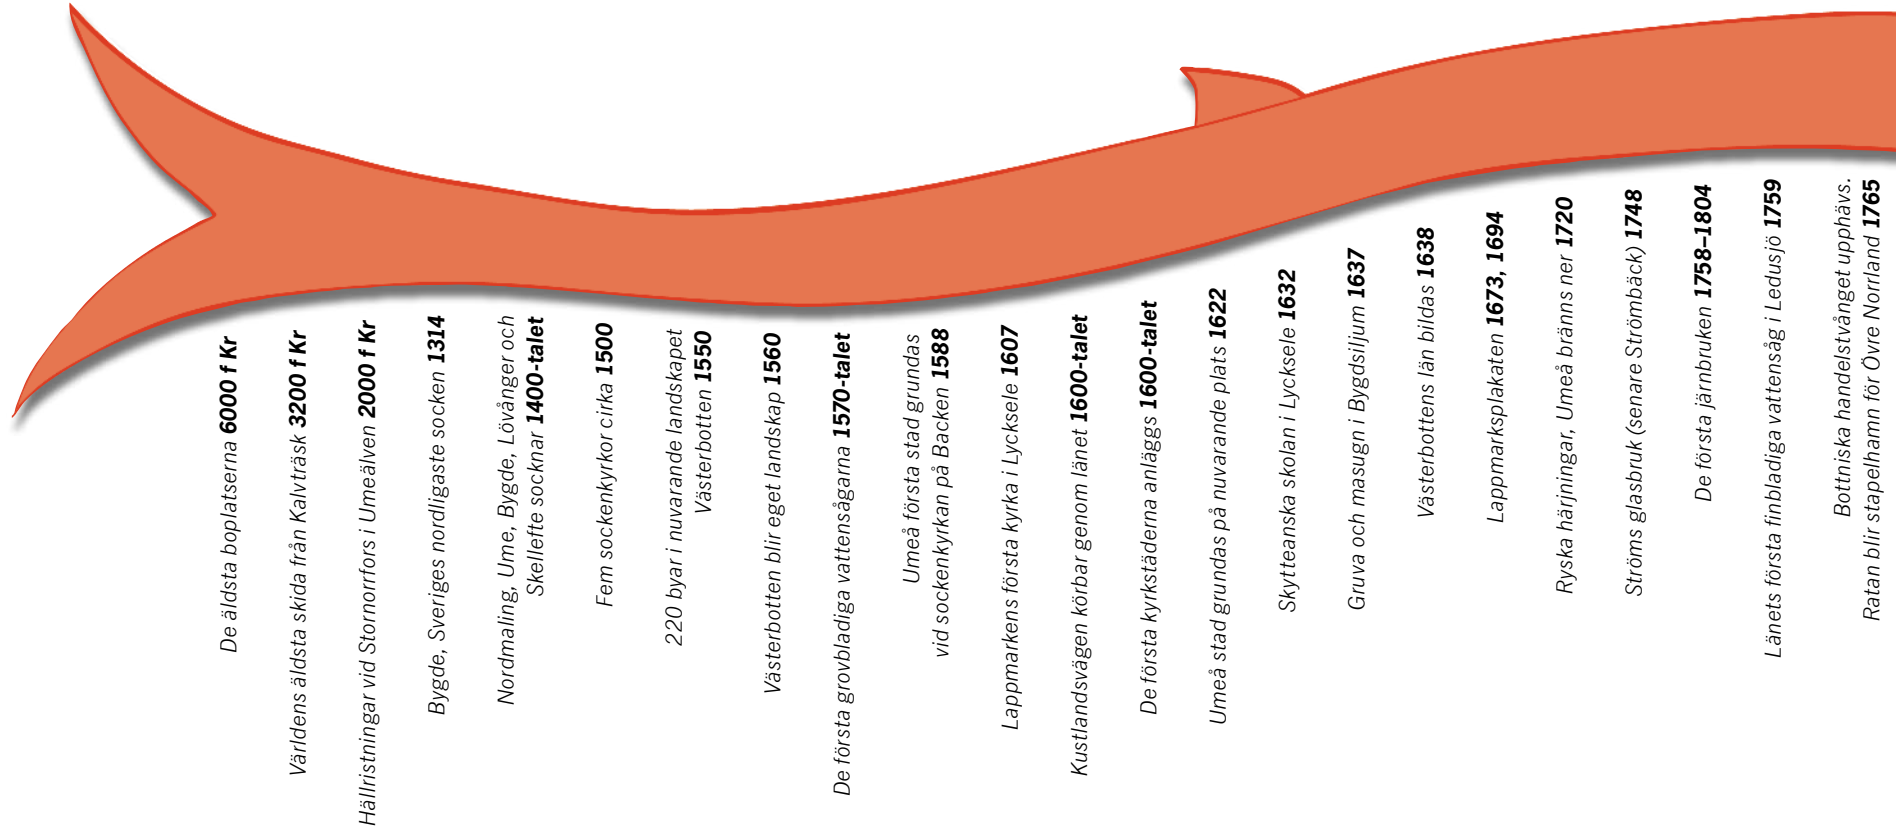 De äldsta boplatserna 6000 f Kr
Världens äldsta skida från Kalvträsk 3200 f Kr
Hällristningar vid Stornorrfors i Umeälven 2000 f Kr
Bygde, Sveriges nordligaste socken 1314
Nordmaling, Ume, Bygde, Lövånger och
Skellefte socknar 1400-talet
Fem sockenkyrkor cirka 1500
220 byar i nuvarande landskapet
Västerbotten 1550
Västerbotten blir eget landskap 1560
De första grovbladiga vattensågarna 1570-talet
Umeå första stad grundas
vid sockenkyrkan på Backen 1588
Lappmarkens första kyrka i Lycksele 1607
Kustlandsvägen körbar genom länet 1600-talet
De första kyrkstäderna anläggs 1600-talet
Umeå stad grundas på nuvarande plats 1622
Skytteanska skolan i Lycksele 1632
Gruva och masugn i Bygdsiljum 1637
Västerbottens län bildas 1638
Lappmarksplakaten 1673, 1694
Ryska härjningar, Umeå bränns ner 1720
Ströms glasbruk (senare Strömbäck) 1748
De första järnbruken 1758–1804
Länets första finbladiga vattensåg i Ledusjö 1759
Bottniska handelstvånget upphävs.
Ratan blir stapelhamn för Övre Norrland 1765